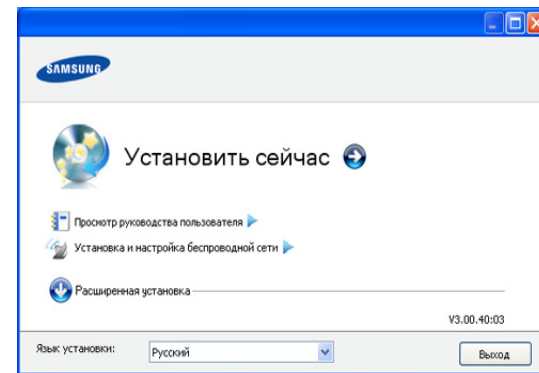 SAMSUNG
Установить сейчас
Просмотр руководства пользователя
Установка и настройка беспроводной сети
Расширенная установка
V3.00.40:03
Язык установки: Русский Выход